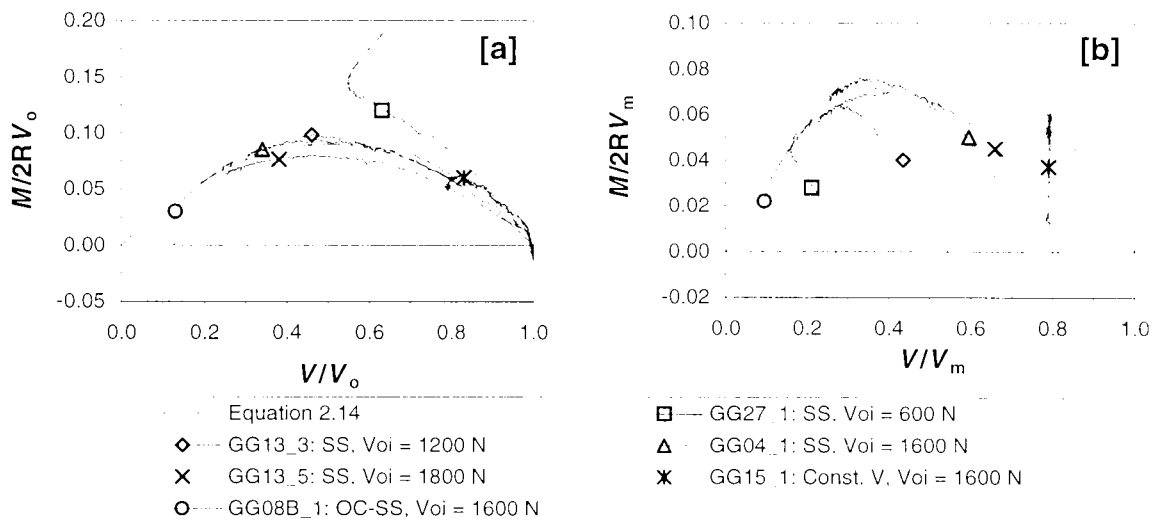 0.20
0.15
0.10
0.05
0.00
-0.05
M/2RVₒ
[a]
0.0 0.2 0.4 0.6 0.8 1.0
V/Vₒ
0.10
0.08
0.06
0.04
0.02
0.00
-0.02
M/2RVₘ
[b]
0.0 0.2 0.4 0.6 0.8 1.0
V/Vₘ
Equation 2.14
GG13_3: SS, Voi = 1200 N
GG13_5: SS, Voi = 1800 N
GG08B_1: OC-SS, Voi = 1600 N
GG27_1: SS. Voi = 600 N
GG04_1: SS. Voi = 1600 N
GG15_1: Const. V, Voi = 1600 N